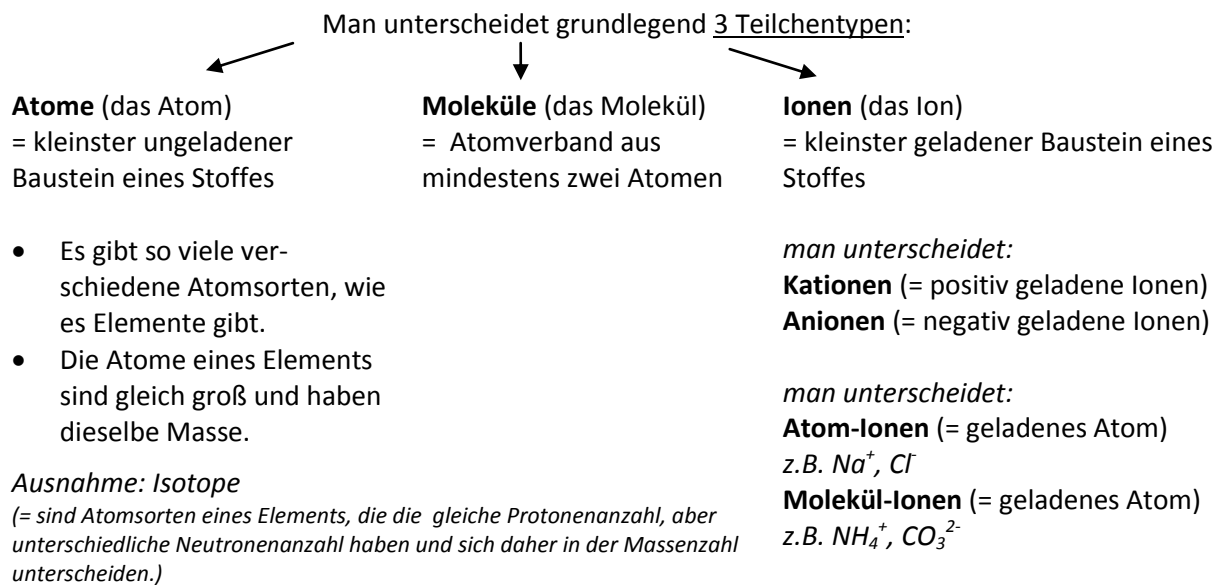 Man unterscheidet grundlegend 3 Teilchentypen:
Atome (das Atom)
= kleinster ungeladener
Baustein eines Stoffes
• Es gibt so viele ver-
schiedene Atomsorten, wie
es Elemente gibt.
• Die Atome eines Elements
sind gleich groß und haben
dieselbe Masse.
Ausnahme: Isotope
(= sind Atomsorten eines Elements, die die gleiche Protonenanzahl, aber
unterschiedliche Neutronenanzahl haben und sich daher in der Massenzahl
unterscheiden.)
Moleküle (das Molekül)
= Atomverband aus
mindestens zwei Atomen
Ionen (das Ion)
= kleinster geladener Baustein eines
Stoffes
man unterscheidet:
Kationen (= positiv geladene Ionen)
Anionen (= negativ geladene Ionen)
man unterscheidet:
Atom-Ionen (= geladenes Atom)
z.B. Na⁺, Cl⁻
Molekül-Ionen (= geladenes Atom)
z.B. NH₄⁺, CO₃²⁻